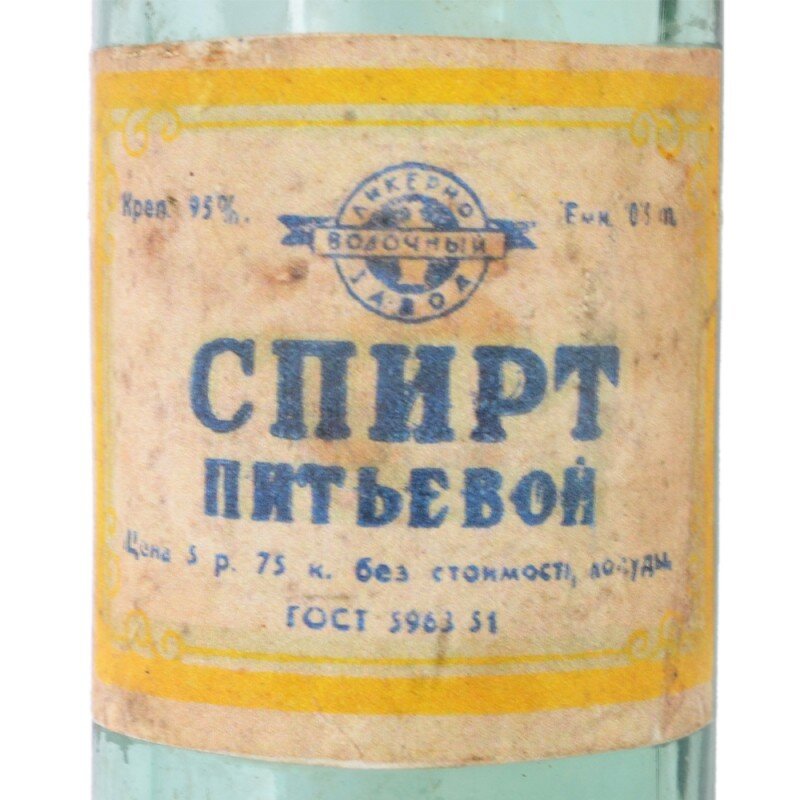 Креп. 95%.
ЛИКЕРНО
ВОДОЧНЫЙ
ЗАВОД
Емк. 0,5 л.
СПИРТ
ПИТЬЕВОЙ
Цена 5 р. 75 к. без стоимости, посуды.
ГОСТ 5963 51